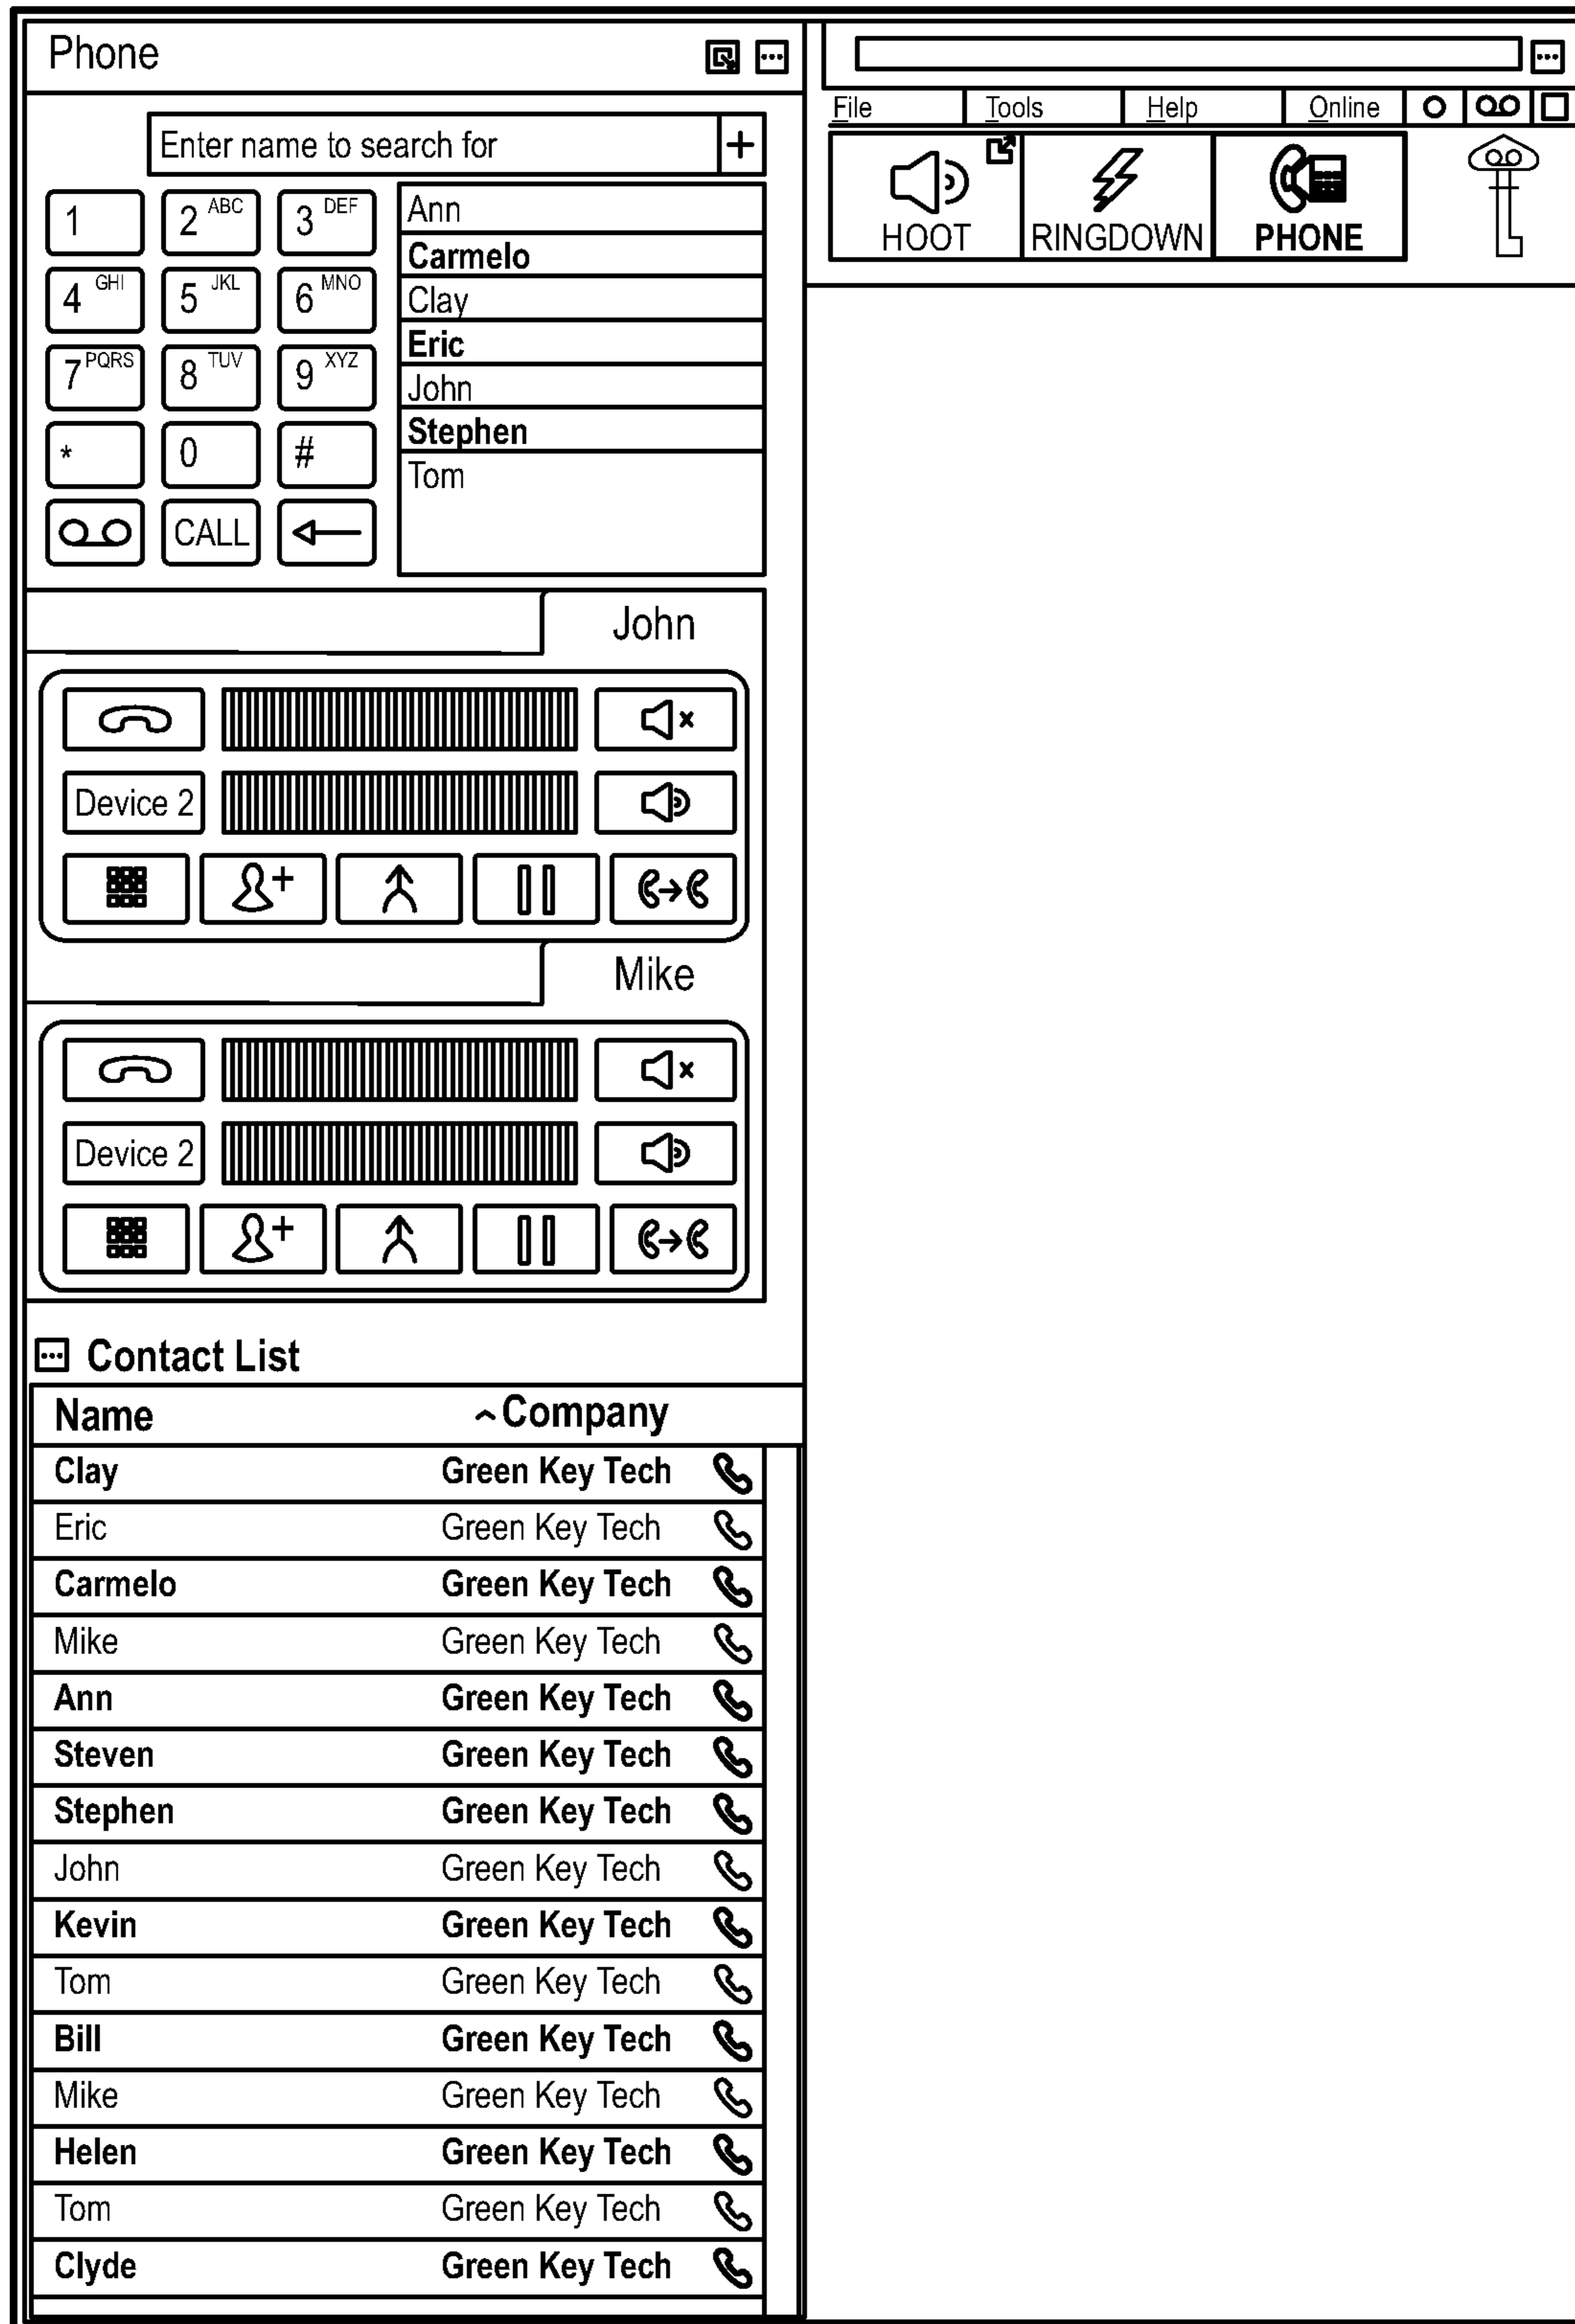 Phone
Enter name to search for +
1 2 ABC 3 DEF
4 GHI 5 JKL 6 MNO
7 PQRS 8 TUV 9 XYZ
* 0 #
CALL
Ann
Carmelo
Clay
Eric
John
Stephen
Tom
John
Device 2
Mike
Device 2
Contact List
Name Company
Clay Green Key Tech
Eric Green Key Tech
Carmelo Green Key Tech
Mike Green Key Tech
Ann Green Key Tech
Steven Green Key Tech
Stephen Green Key Tech
John Green Key Tech
Kevin Green Key Tech
Tom Green Key Tech
Bill Green Key Tech
Mike Green Key Tech
Helen Green Key Tech
Tom Green Key Tech
Clyde Green Key Tech
File Tools Help Online
HOOT RINGDOWN PHONE